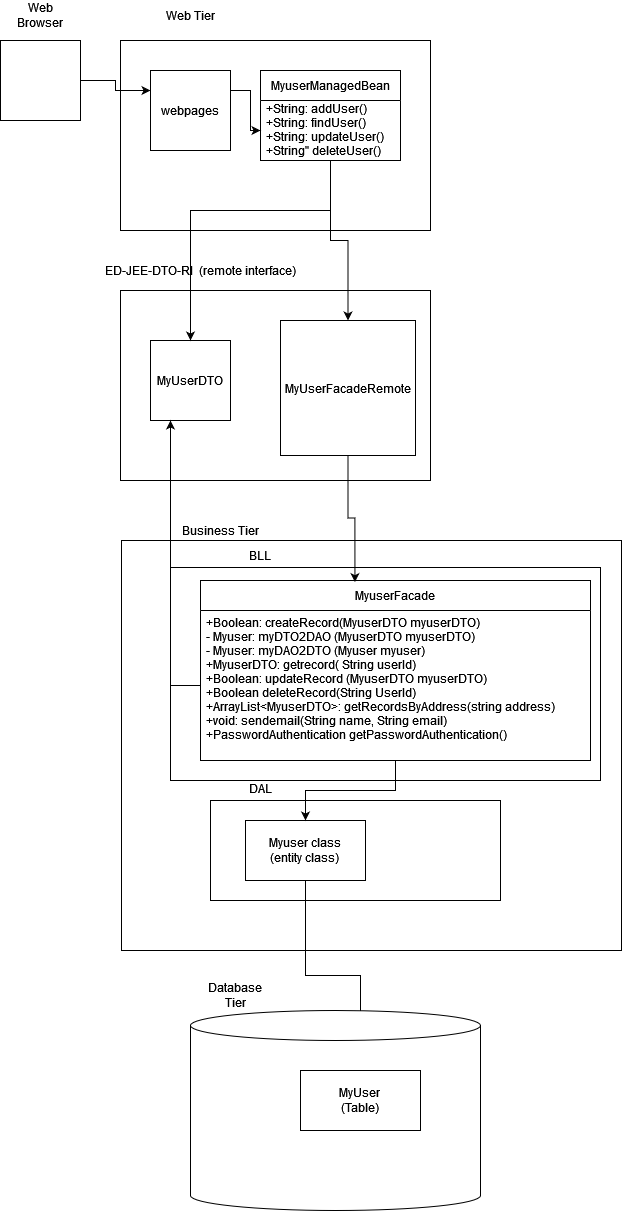 Web
Browser
Web Tier
webpages
MyuserManagedBean
+String: addUser()
+String: findUser()
+String: updateUser()
+String" deleteUser()
ED-JEE-DTO-RI (remote interface)
MyUserDTO
MyUserFacadeRemote
Business Tier
BLL
MyuserFacade
+Boolean: createRecord(MyuserDTO myuserDTO)
- Myuser: myDTO2DAO (MyuserDTO myuserDTO)
- Myuser: myDAO2DTO (Myuser myuser)
+MyuserDTO: getrecord( String userId)
+Boolean: updateRecord (MyuserDTO myuserDTO)
+Boolean deleteRecord(String UserId)
+ArrayList<MyuserDTO>: getRecordsByAddress(string address)
+void: sendemail(String name, String email)
+PasswordAuthentication getPasswordAuthentication()
DAL
Myuser class
(entity class)
Database
Tier
MyUser
(Table)